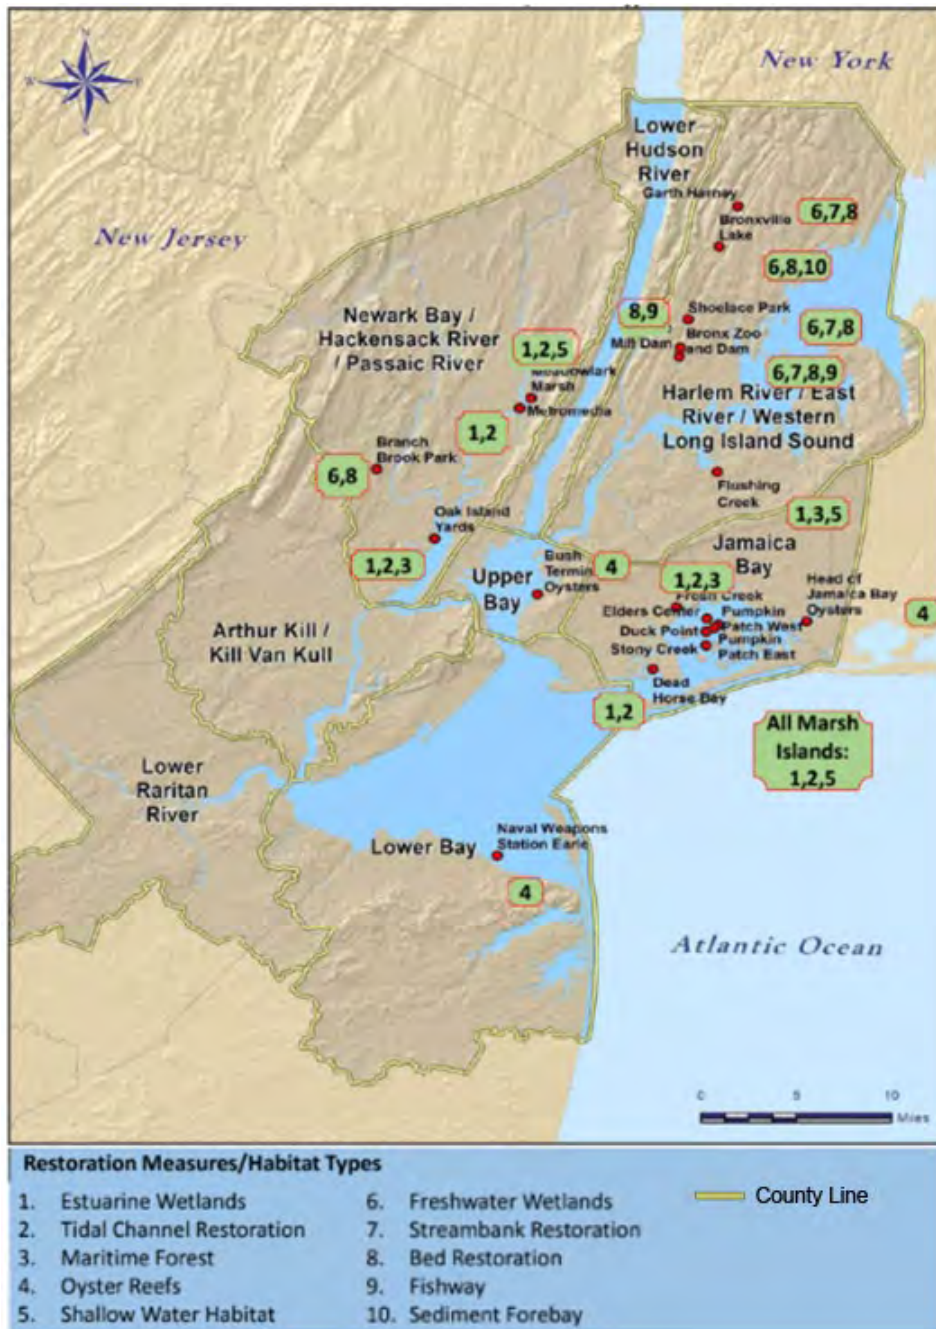 N
W
E
N
New York
Lower
Hudson
River
Garth Harney
Bronxville
Lake
6,7,8
New Jersey
6,8,10
Newark Bay /
Hackensack River
/ Passaic River
8,9
Shoelace Park
Mill Dam
Bronx Zoo
and Dam
6,7,8
1,2,5
Meadowlark
Marsh
Metromedia
6,7,8,9
Harlem River / East
River / Western
Long Island Sound
1,2
Branch
Brook Park
6,8
Flushing
Creek
Oak Island
Yards
1,3,5
1,2,3
Upper
Bay
Bush
Termin
Oysters
4
Jamaica
Bay
1,2,3
Fresh Creek
Head of
Jamaica Bay
Oysters
Elders Center
Pumpkin
Patch West
Duck Point
Pumpkin
Patch East
Stony Creek
4
Arthur Kill /
Kill Van Kull
Dead
Horse Bay
1,2
All Marsh
Islands:
1,2,5
Lower
Raritan
River
Lower Bay
Naval Weapons
Station Earle
4
Atlantic Ocean
0 5 10
Miles
Restoration Measures/Habitat Types
1. Estuarine Wetlands
2. Tidal Channel Restoration
3. Maritime Forest
4. Oyster Reefs
5. Shallow Water Habitat
6. Freshwater Wetlands
7. Streambank Restoration
8. Bed Restoration
9. Fishway
10. Sediment Forebay
County Line